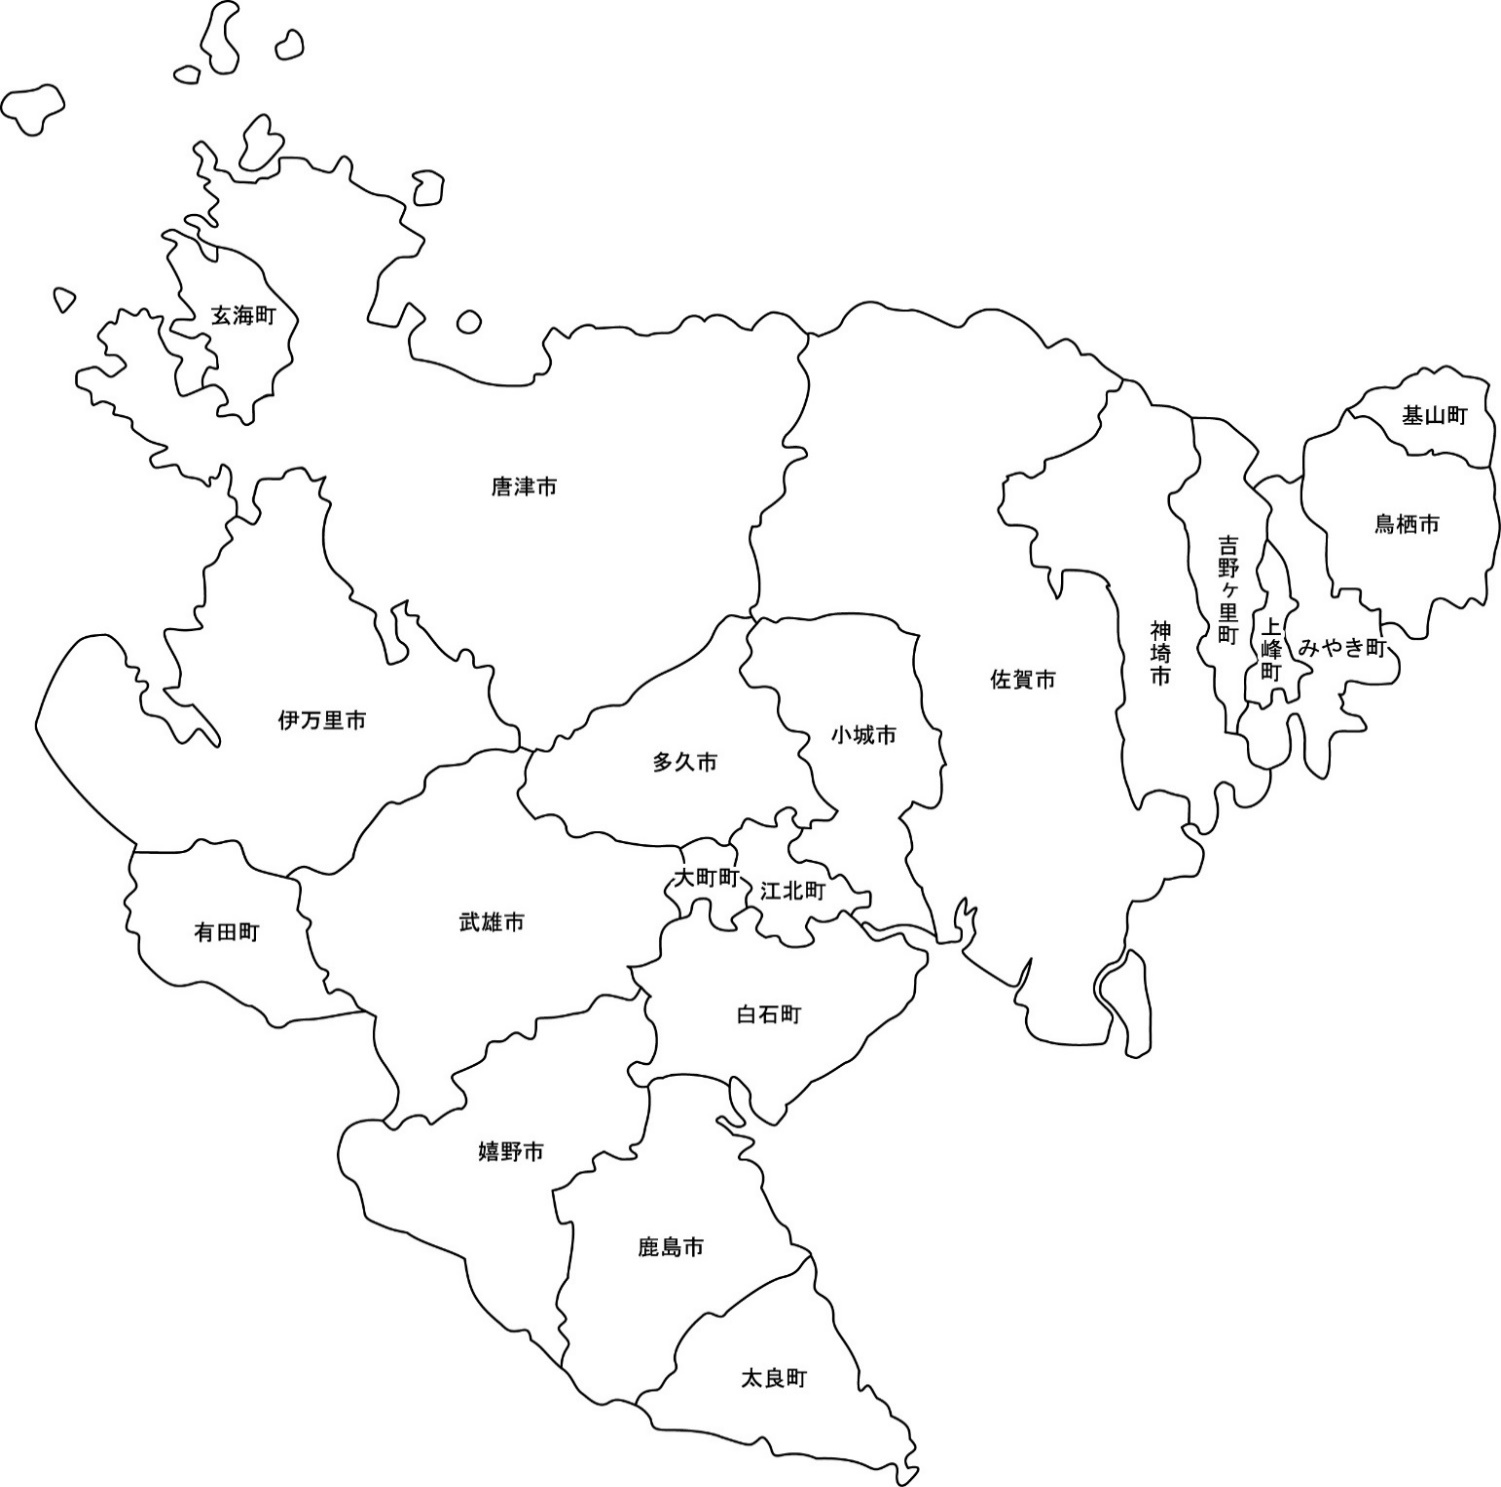 玄海町
基山町
唐津市
鳥栖市
吉野ヶ里町
上峰町
神埼市
みやき町
佐賀市
伊万里市
小城市
多久市
大町町
江北町
武雄市
有田町
白石町
嬉野市
鹿島市
太良町